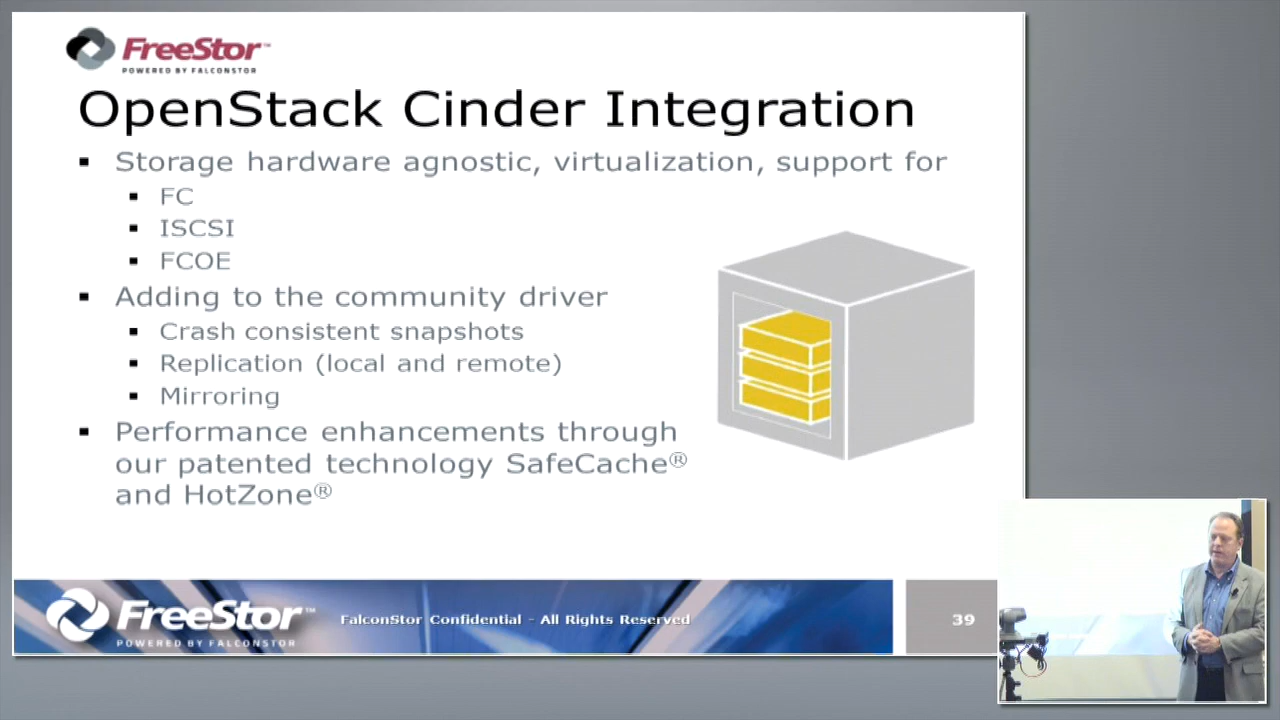 FreeStor™
POWERED BY FALCONSTOR
OpenStack Cinder Integration
Storage hardware agnostic, virtualization, support for
FC
ISCSI
FCOE
Adding to the community driver
Crash consistent snapshots
Replication (local and remote)
Mirroring
Performance enhancements through
our patented technology SafeCache®
and HotZone®
FreeStor™
POWERED BY FALCONSTOR
FalconStor Confidential - All Rights Reserved
39